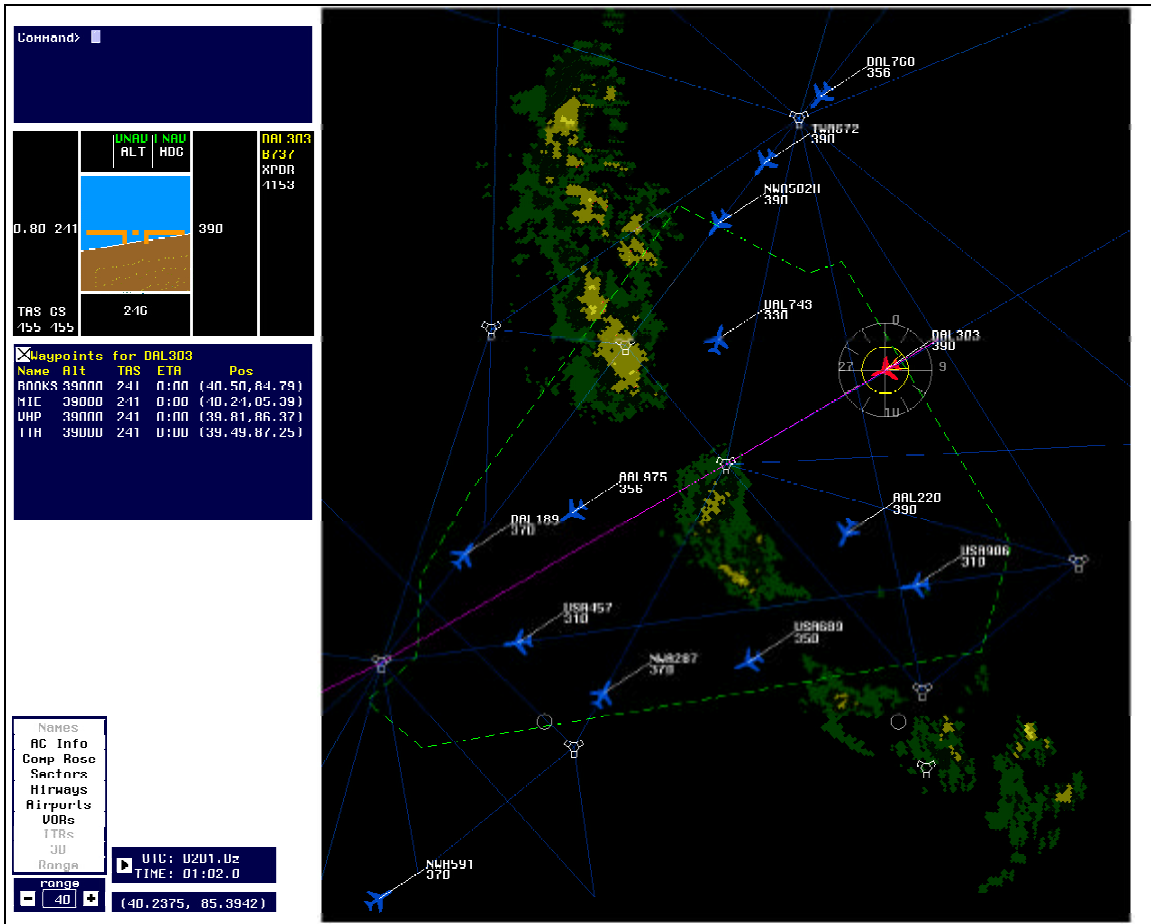 Command>
VNAV LNAV
ALT HDG
DAL303
B737
XPDR
4153
0.80 241
390
TAS GS
455 455
246
Waypoints for DAL303
Name Alt TAS ETA Pos
ROOKS 39000 241 0:00 (40.50,84.79)
MIE 39000 241 0:00 (40.24,85.39)
VHP 39000 241 0:00 (39.81,86.37)
TTH 39000 241 0:00 (39.49,87.25)
Names
AC Info
Comp Rose
Sectors
Airways
Airports
VORs
ITRs
3D
Range
range
- 40 +
UTC: 0201.0z
TIME: 01:02.0
(40.2375, 85.3942)
DAL760
356
TWA672
390
NWA502H
390
UAL743
330
DAL303
390
0
27
9
18
AAL975
356
DAL189
370
AAL220
390
USA906
310
USA457
310
USA689
350
NWA287
370
NWA591
370